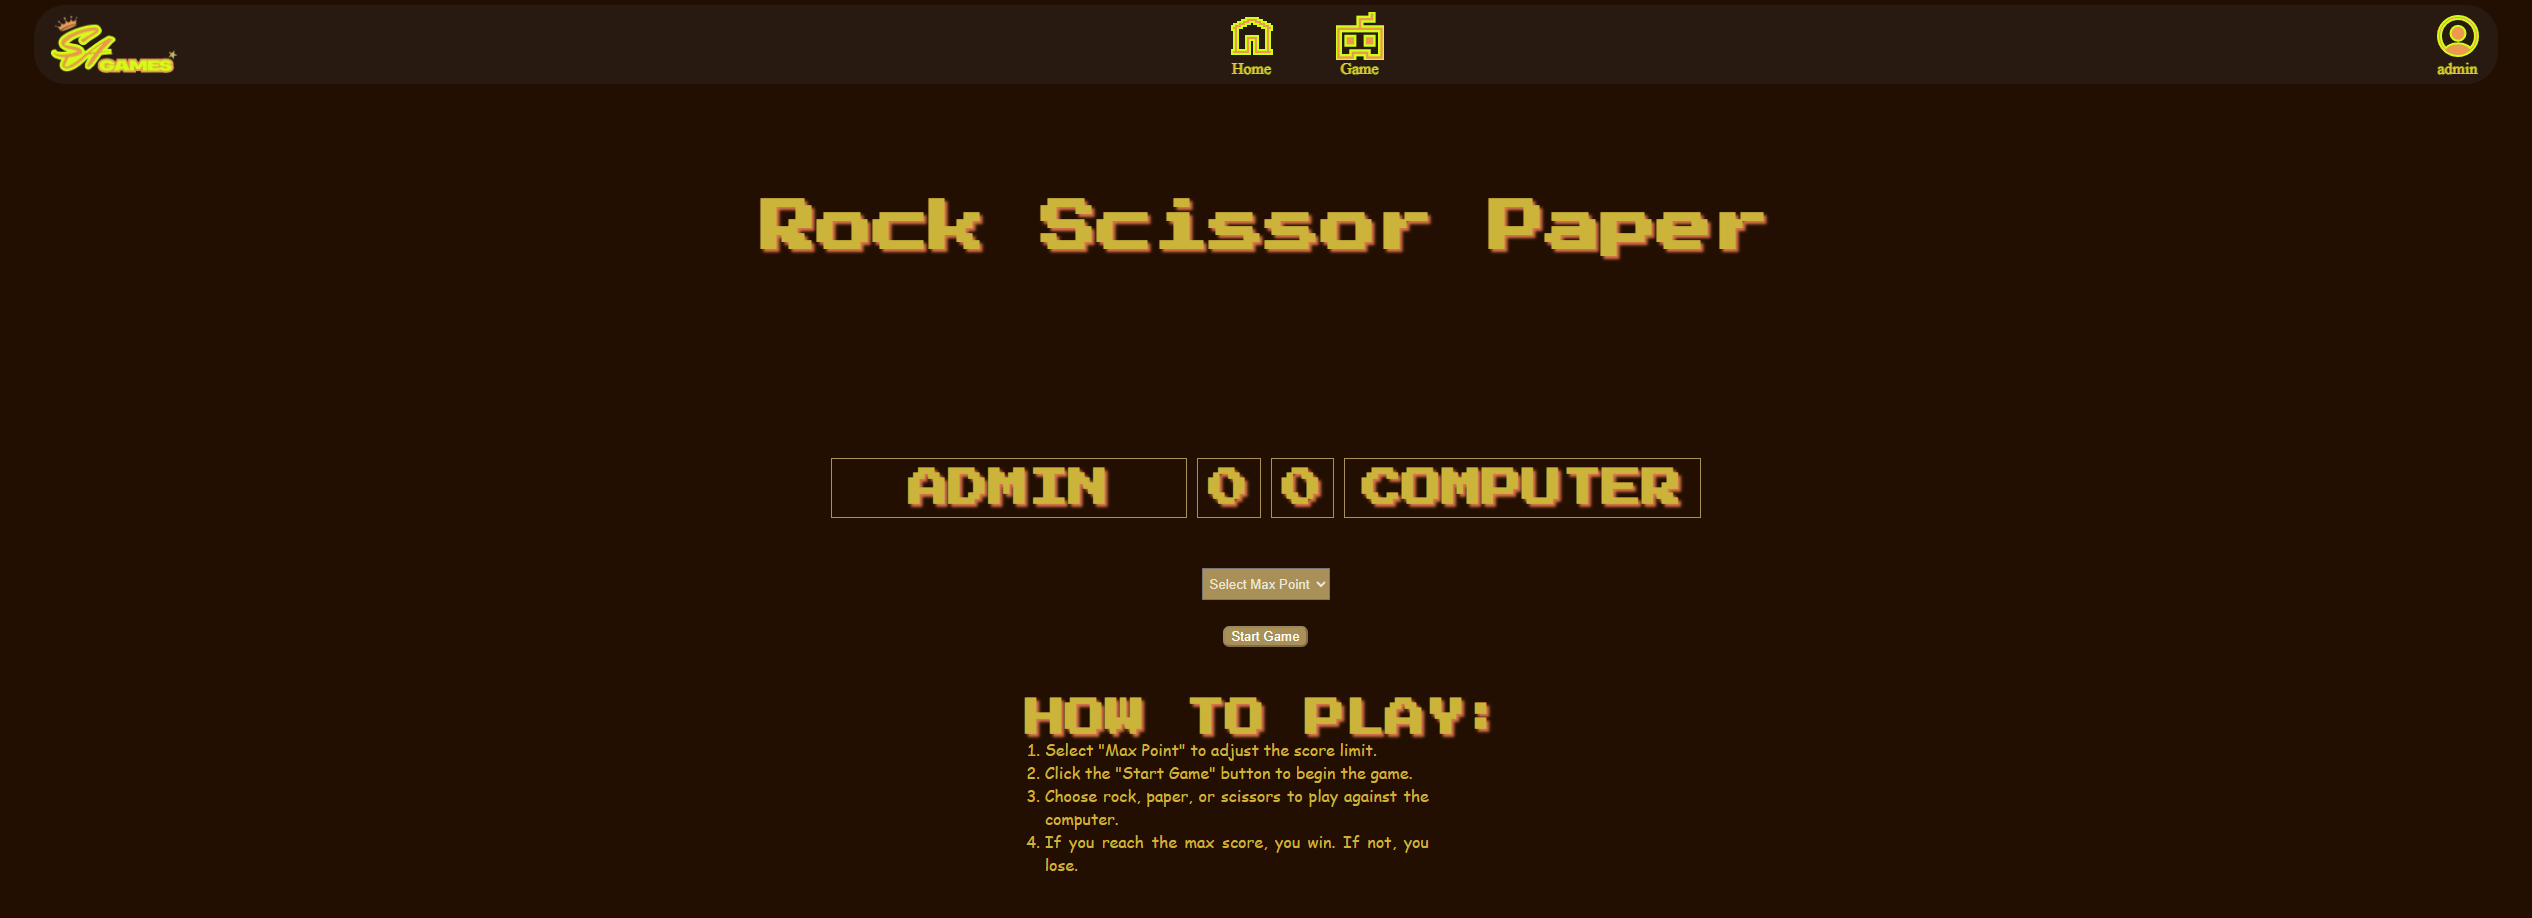 SA GAMES
Home
Game
admin
Rock Scissor Paper
ADMIN 0 0 COMPUTER
Select Max Point
Start Game
HOW TO PLAY:
1. Select "Max Point" to adjust the score limit.
2. Click the "Start Game" button to begin the game.
3. Choose rock, paper, or scissors to play against the
computer.
4. If you reach the max score, you win. If not, you
lose.